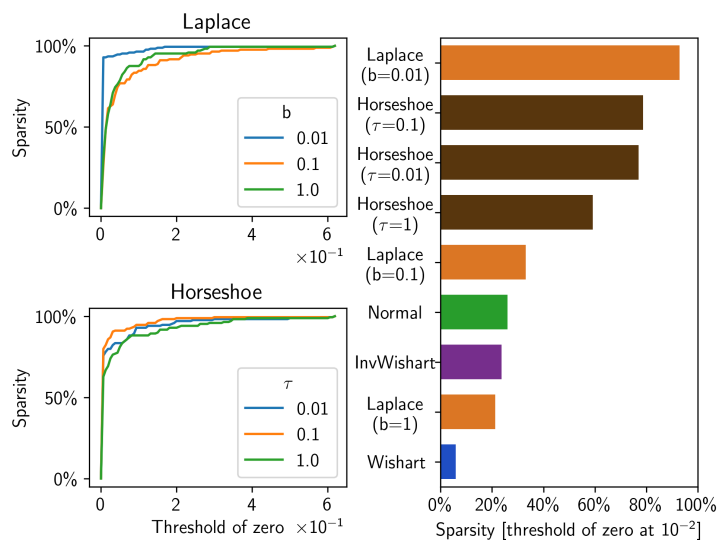 Laplace
100%
50%
0%
Sparsity
b
0.01
0.1
1.0
0
2
4
6
×10⁻¹
Horseshoe
100%
50%
0%
Sparsity
τ
0.01
0.1
1.0
0
2
4
6
Threshold of zero ×10⁻¹
Laplace
(b=0.01)
Horseshoe
(τ=0.1)
Horseshoe
(τ=0.01)
Horseshoe
(τ=1)
Laplace
(b=0.1)
Normal
InvWishart
Laplace
(b=1)
Wishart
0% 20% 40% 60% 80% 100%
Sparsity [threshold of zero at 10⁻²]